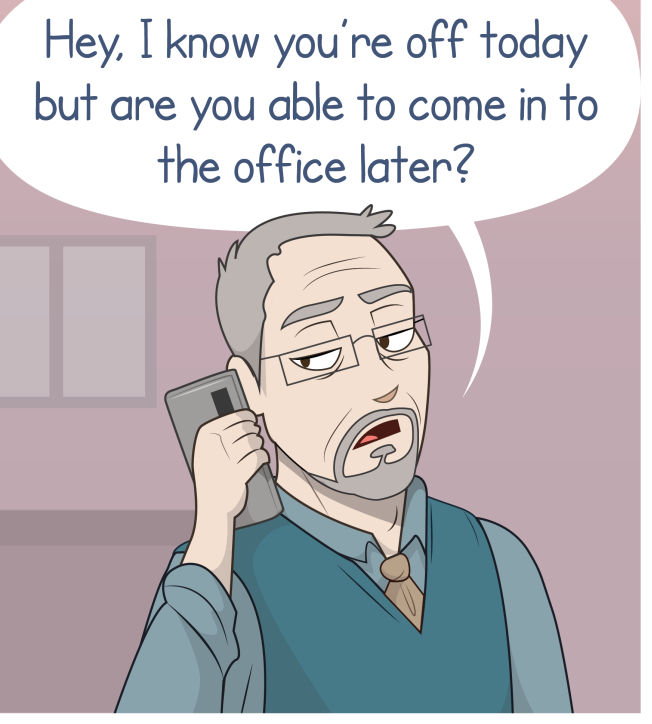 Hey, I know you're off today
but are you able to come in to
the office later?